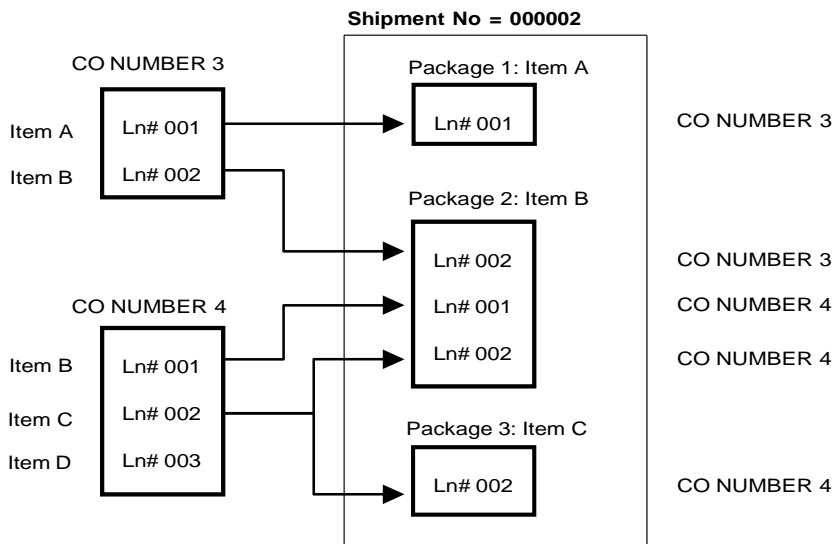 Shipment No = 000002
CO NUMBER 3
Package 1: Item A
Item A
Ln# 001
Ln# 001
CO NUMBER 3
Item B
Ln# 002
Package 2: Item B
Ln# 002
CO NUMBER 3
CO NUMBER 4
Ln# 001
CO NUMBER 4
Item B
Ln# 001
Ln# 002
CO NUMBER 4
Item C
Ln# 002
Package 3: Item C
Item D
Ln# 003
Ln# 002
CO NUMBER 4